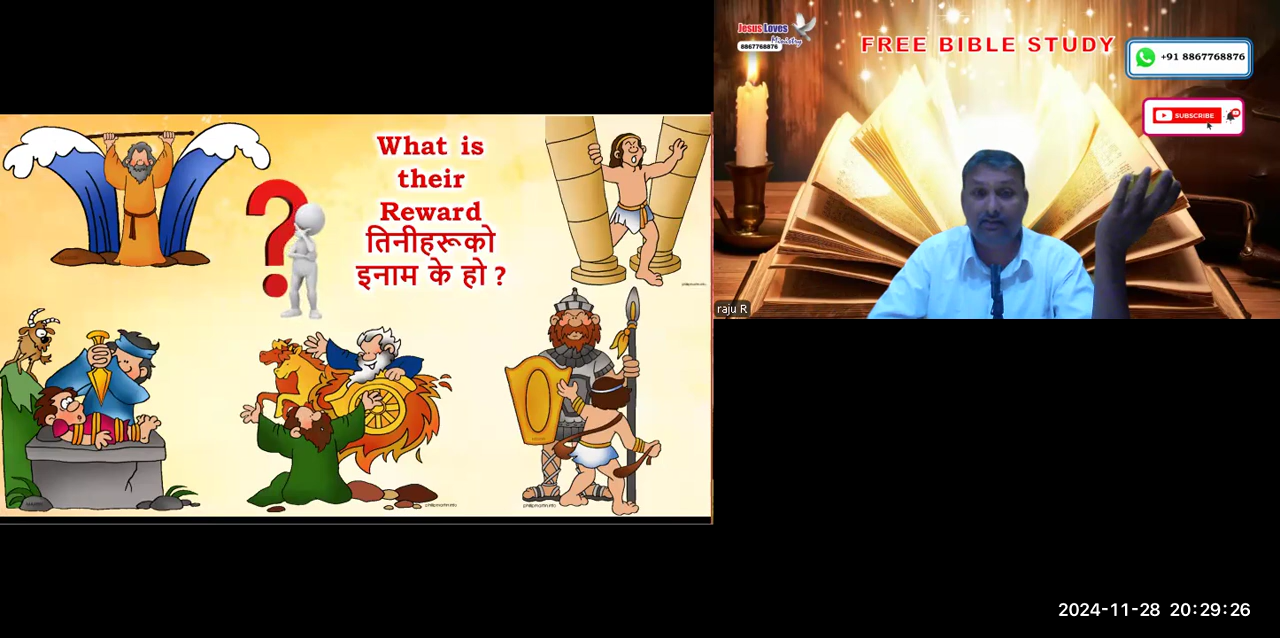 What is
their
Reward
तिनीहरूको
इनाम के हो ?
Jesus Loves
Ministry
8867768876
FREE BIBLE STUDY
+91 8867768876
SUBSCRIBE
raju R
2024-11-28 20:29:26